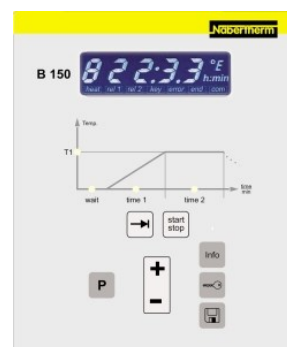 Nabertherm
B 150
8 2 2:3.3 °E
h:min
heat rel 1 rel 2 key error end com
Temp.
T1
time
min
wait time 1 time 2
start
stop
Info
+
P
−